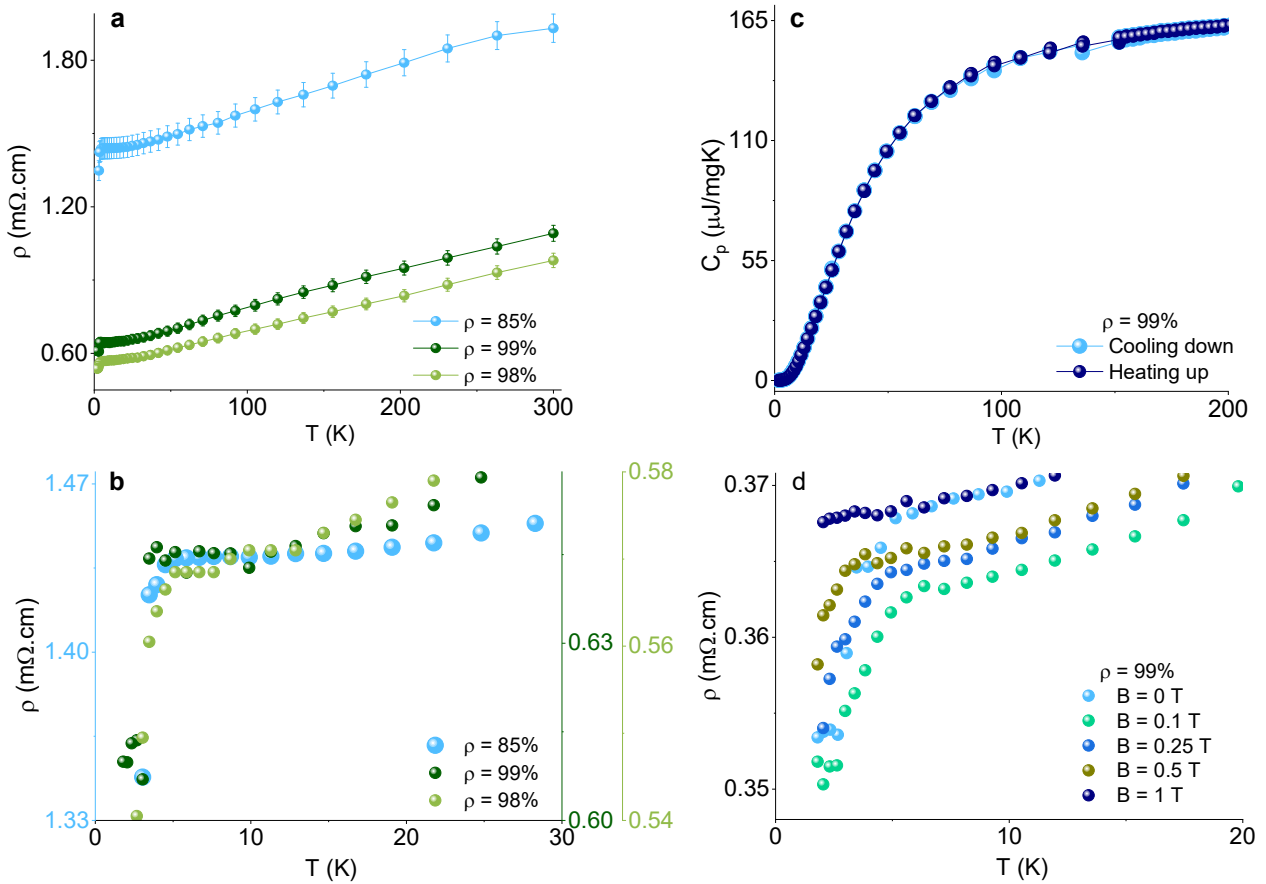 a
1.80
1.20
0.60
ρ (mΩ.cm)
0
100
200
300
T (K)
ρ = 85%
ρ = 99%
ρ = 98%
c
165
110
55
0
Cₚ (μJ/mgK)
0
100
200
T (K)
ρ = 99%
Cooling down
Heating up
b
1.47
1.40
1.33
ρ (mΩ.cm)
0
10
20
30
T (K)
0.63
0.60
0.58
0.56
0.54
ρ = 85%
ρ = 99%
ρ = 98%
d
0.37
0.36
0.35
ρ (mΩ.cm)
0
10
20
T (K)
ρ = 99%
B = 0 T
B = 0.1 T
B = 0.25 T
B = 0.5 T
B = 1 T